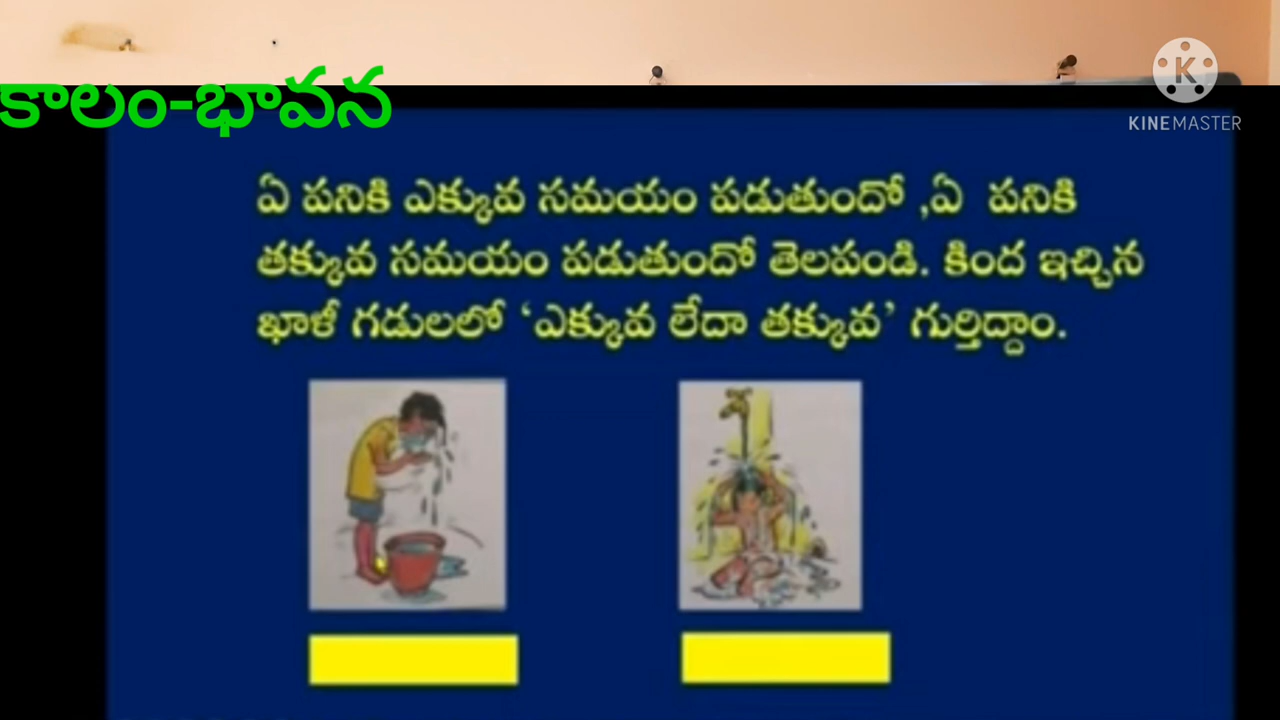 కాలం-భావన
KINEMASTER
ఏ పనికి ఎక్కువ సమయం పడుతుందో ,ఏ పనికి
తక్కువ సమయం పడుతుందో తెలపండి. కింద ఇచ్చిన
ఖాళీ గడులలో ‘ఎక్కువ లేదా తక్కువ’ గుర్తిద్దాం.